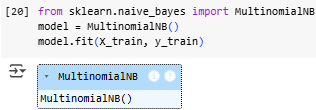 [20] from sklearn.naive_bayes import MultinomialNB
model = MultinomialNB()
model.fit(X_train, y_train)
MultinomialNB
MultinomialNB()